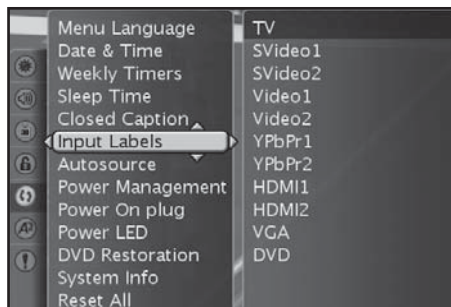 Menu Language
Date & Time
Weekly Timers
Sleep Time
Closed Caption
Input Labels
Autosource
Power Management
Power On plug
Power LED
DVD Restoration
System Info
Reset All
TV
SVideo1
SVideo2
Video1
Video2
YPbPr1
YPbPr2
HDMI1
HDMI2
VGA
DVD